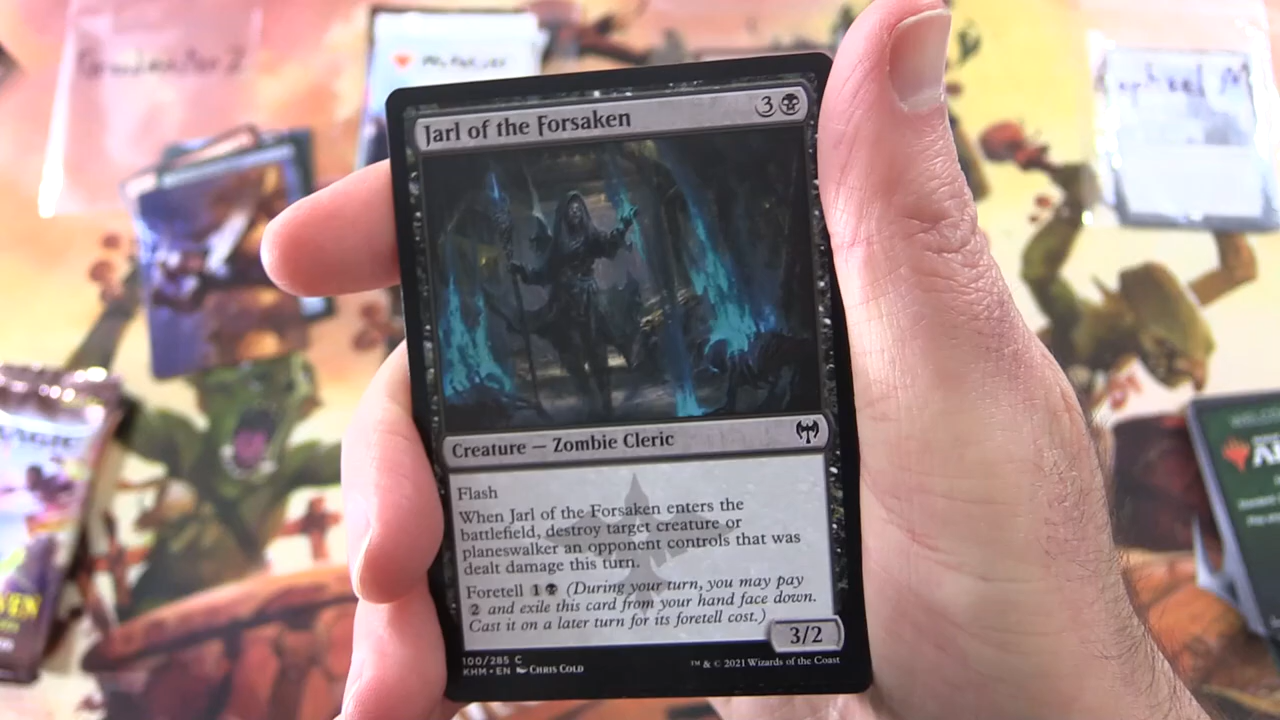 Jarl of the Forsaken
3
Creature — Zombie Cleric
Flash
When Jarl of the Forsaken enters the
battlefield, destroy target creature or
planeswalker an opponent controls that was
dealt damage this turn.
Foretell 1 (During your turn, you may pay
2 and exile this card from your hand face down.
Cast it on a later turn for its foretell cost.)
3/2
100/285 C
KHM • EN Chris Cold
™ & © 2021 Wizards of the Coast